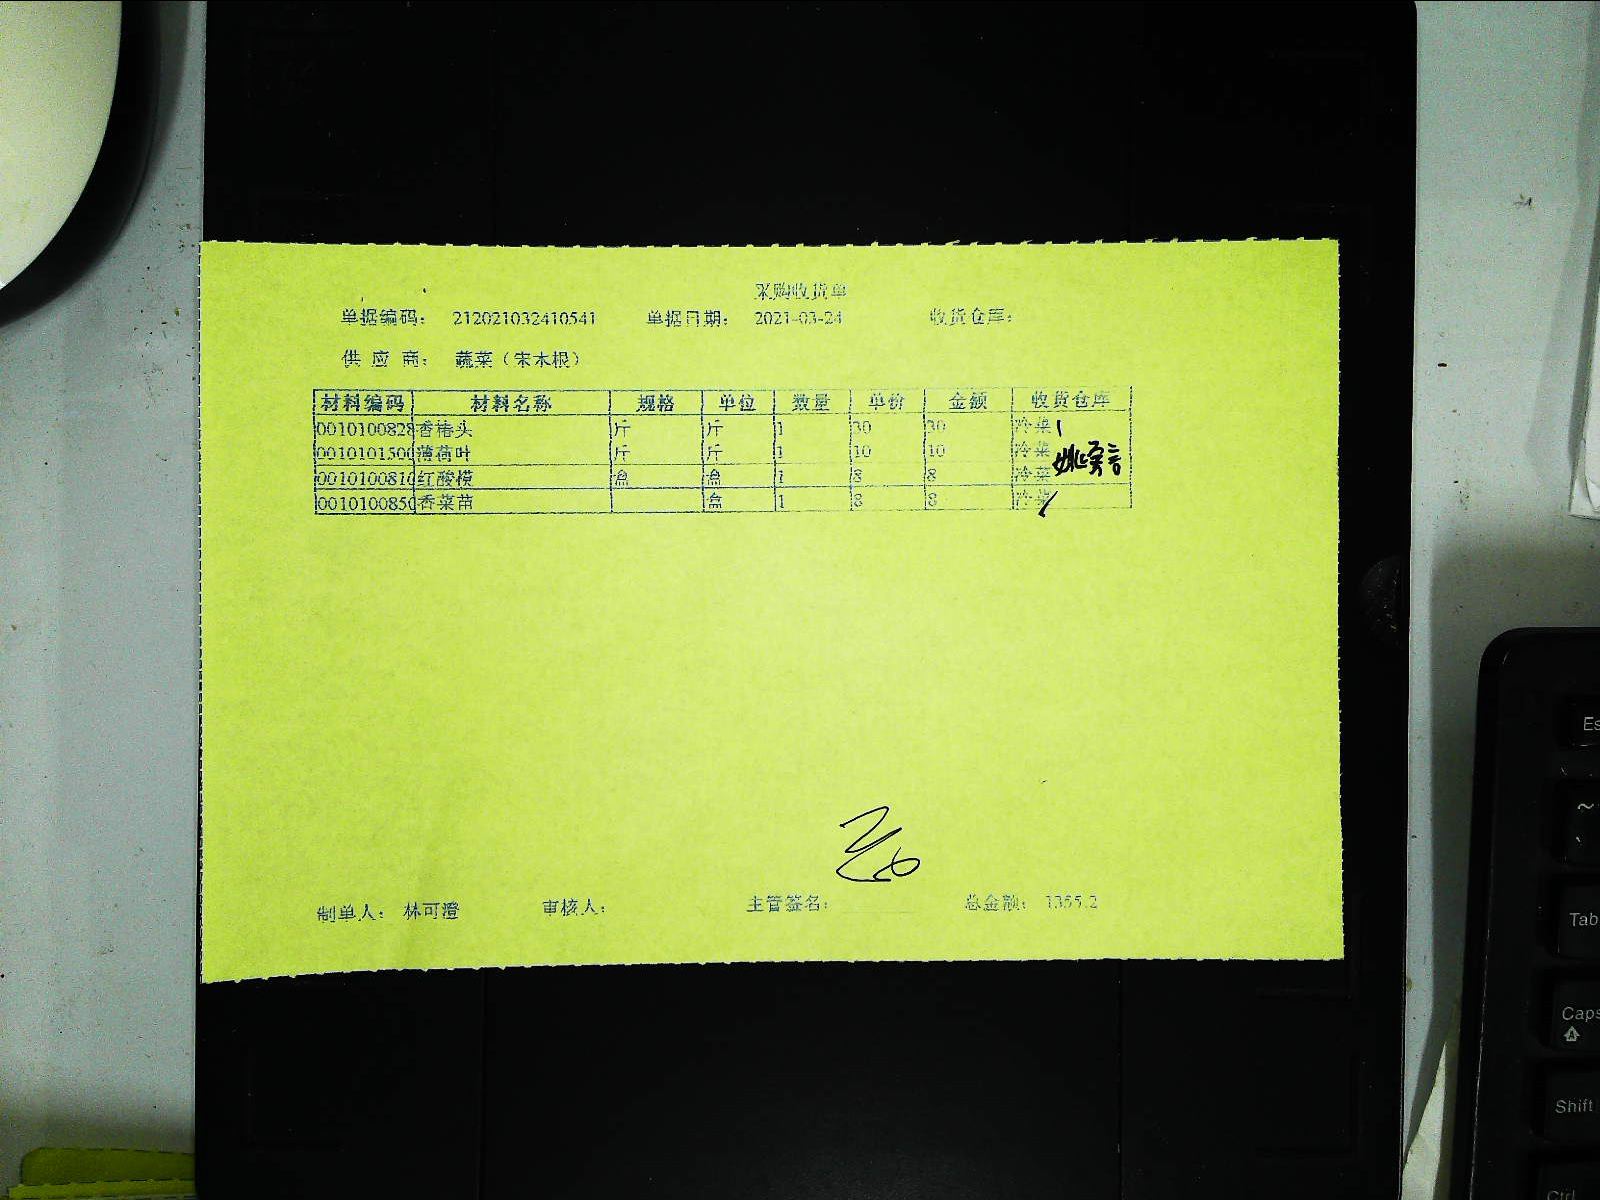 采购收货单
单据编码： 212021032410541 单据日期： 2021-03-24 收货仓库：
供 应 商： 蔬菜（宋木根）
材料编码 材料名称 规格 单位 数量 单价 金额 收货仓库
0010100828 香椿头 斤 斤 1 30 30 冷菜
0010101500 薄荷叶 斤 斤 1 10 10 冷菜
0010100810 红酸模 盒 盒 1 8 8 冷菜
0010100850 香菜苗 盒 1 8 8 冷菜
制单人： 林可澄 审核人： 主管签名： 总金额： 1355.2
Es
~
Tab
Caps
Shift
Ctrl